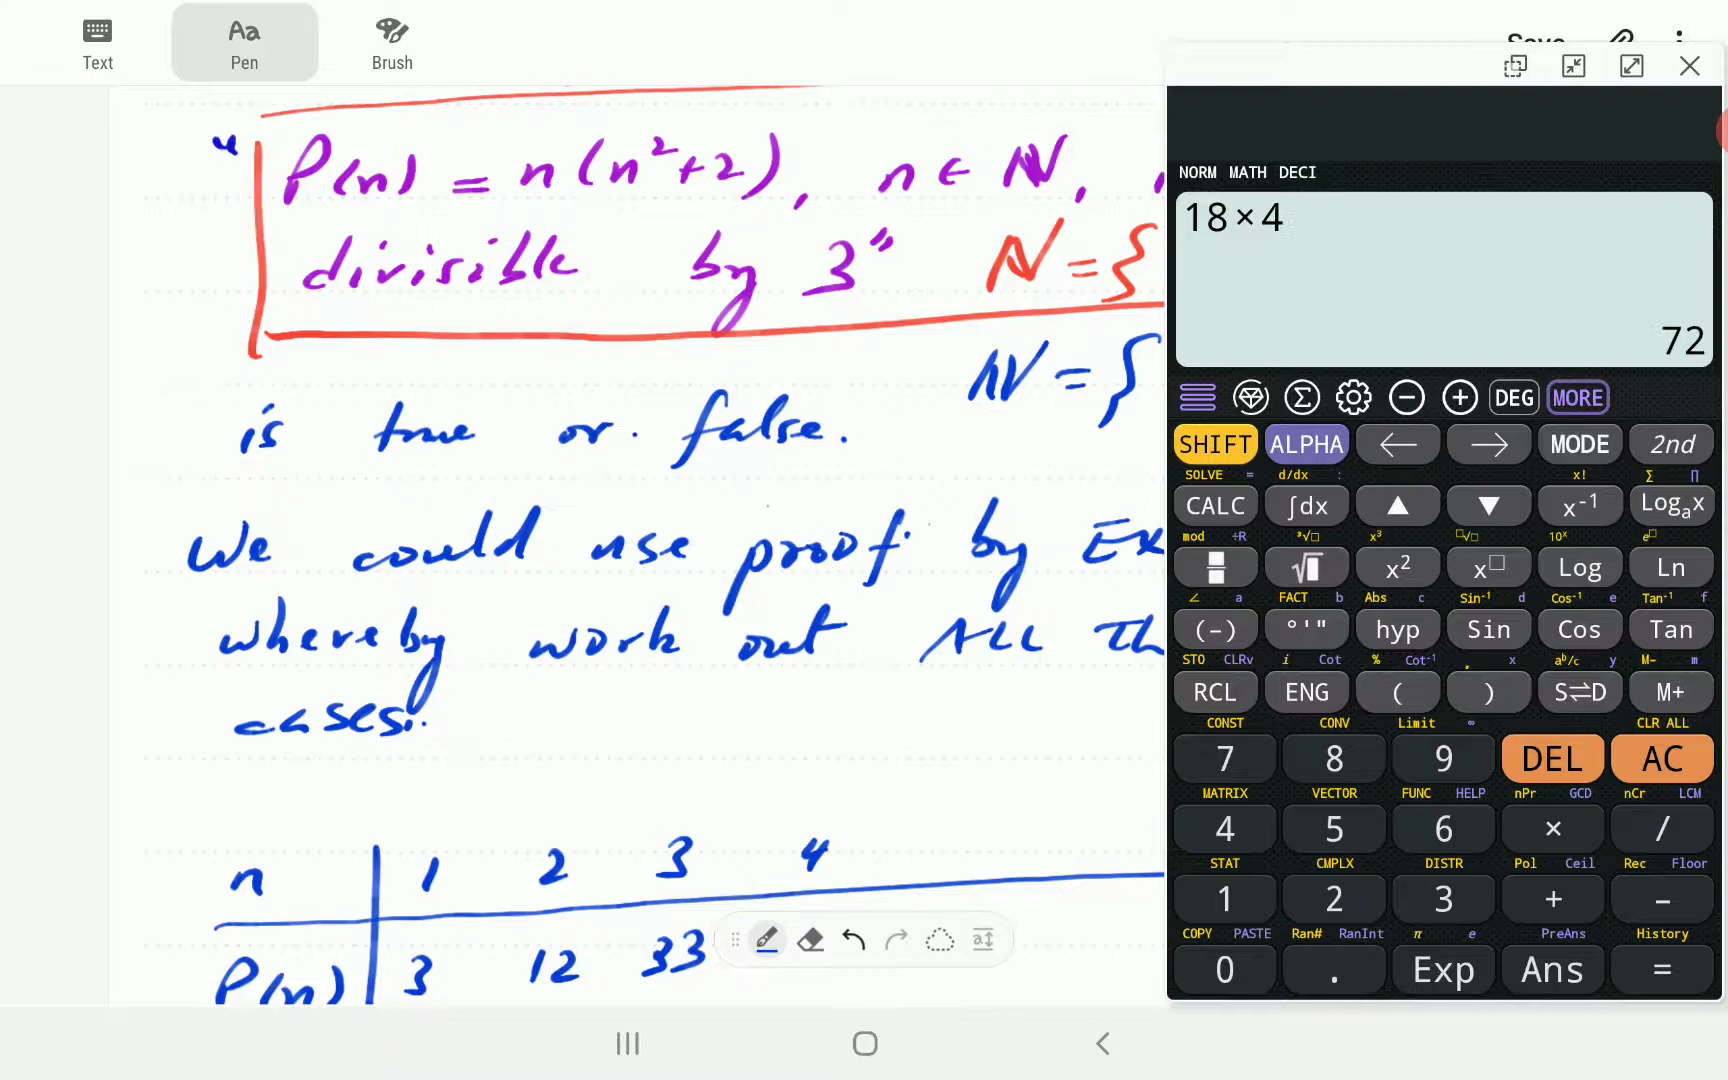 Text
Aa
Pen
Brush
Save
" P(n) = n(n²+2), n ∈ ℕ,
divisible by 3" ℕ = {
ℕ = {
is true or false.
We could use proof by Ex
whereby work out ALL Th
cases.
n 1 2 3 4
P(n) 3 12 33
NORM MATH DECI
18×4
72
DEG MORE
SHIFT ALPHA ← → MODE 2nd
SOLVE = d/dx : x! Σ ∏
CALC ∫dx ▲ ▼ x⁻¹ Logₐx
mod ÷R ³√□ x³ □√□ 10ˣ e□
√ x² x□ Log Ln
∠ a FACT b Abs c Sin⁻¹ d Cos⁻¹ e Tan⁻¹ f
(−) °'" hyp Sin Cos Tan
STO CLRv i Cot % Cot⁻¹ , x aᵇ/c y M− m
RCL ENG ( ) S⇌D M+
CONST CONV Limit ∞ CLR ALL
7 8 9 DEL AC
MATRIX VECTOR FUNC HELP nPr GCD nCr LCM
4 5 6 × /
STAT CMPLX DISTR Pol Ceil Rec Floor
1 2 3 + −
COPY PASTE Ran# RanInt π e PreAns History
0 . Exp Ans =